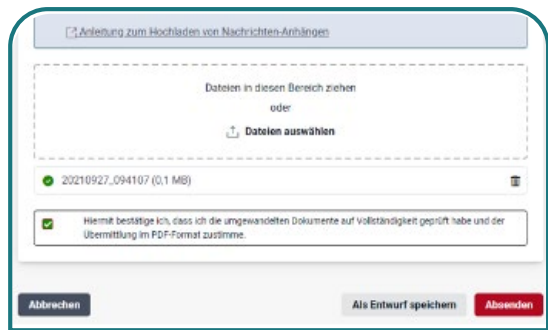 Anleitung zum Hochladen von Nachrichten-Anhängen
Dateien in diesen Bereich ziehen
oder
Dateien auswählen
20210927_094107 (0,1 MB)
Hiermit bestätige ich, dass ich die umgewandelten Dokumente auf Vollständigkeit geprüft habe und der
Übermittlung im PDF-Format zustimme.
Abbrechen Als Entwurf speichern Absenden